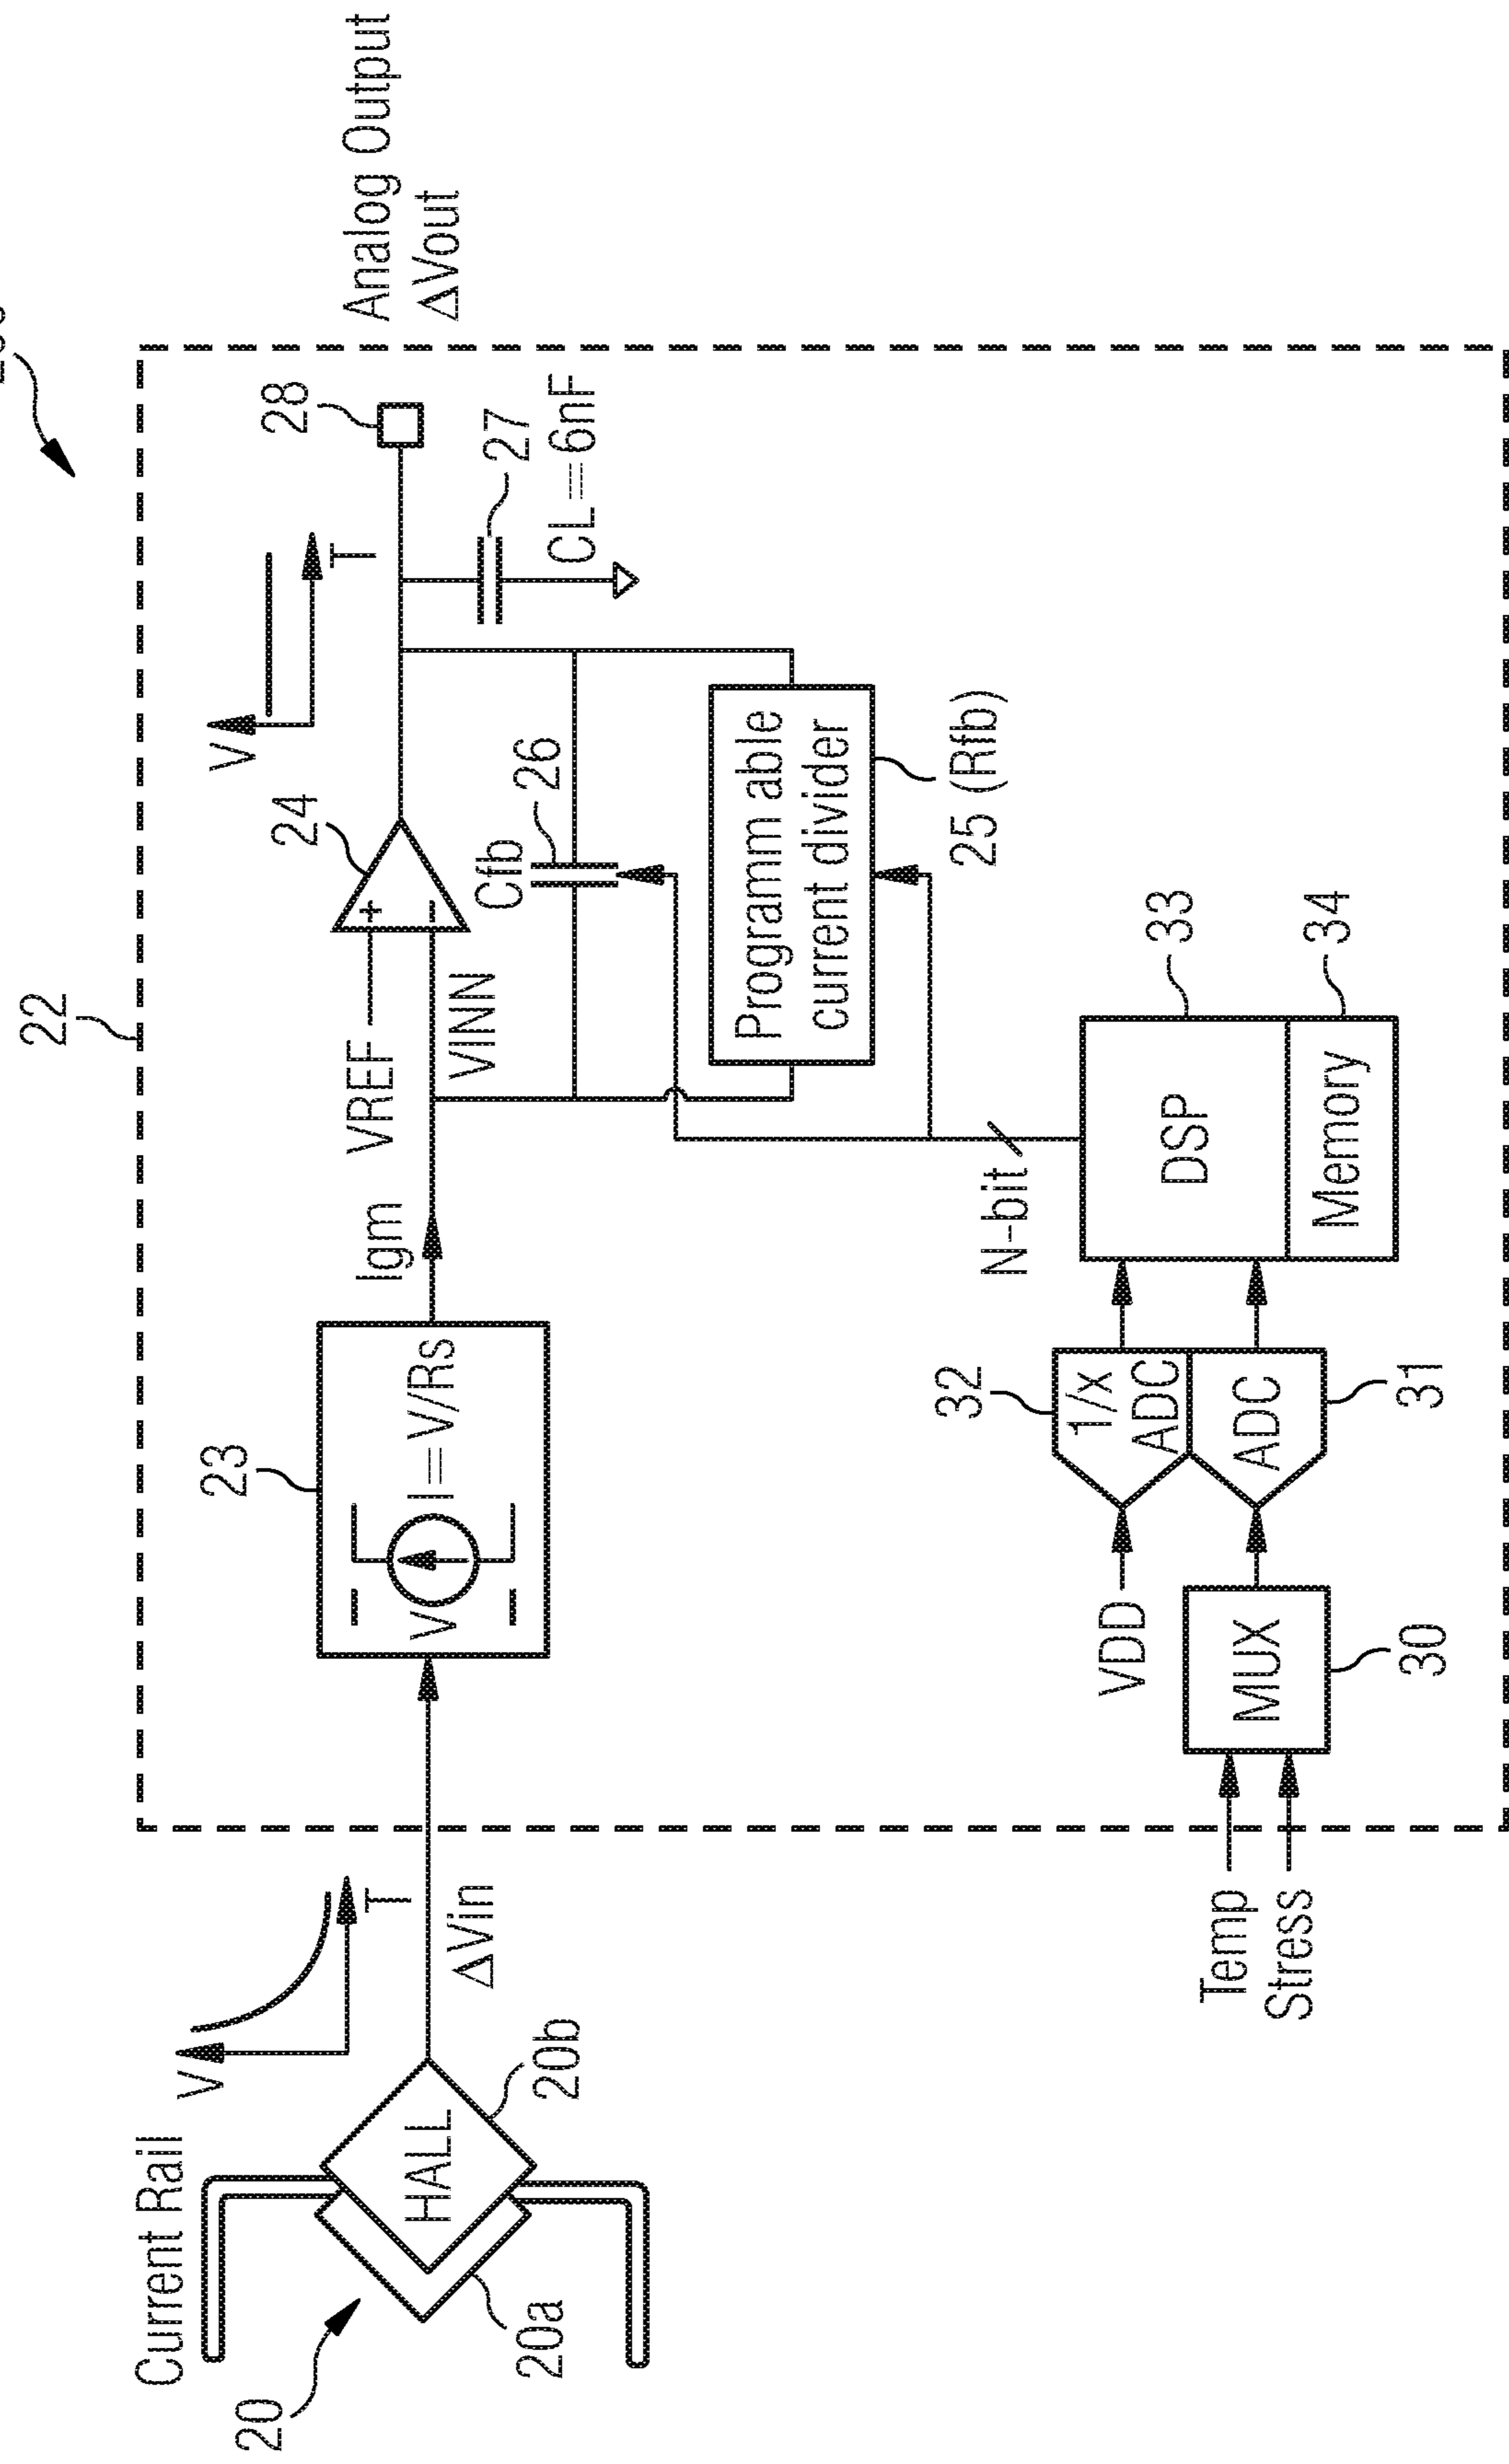 22
Current Rail
20
20a
20b
HALL
V
T
ΔVin
23
V
I=V/Rs
Igm
VREF
VINN
+
−
24
V
T
28
Analog Output
ΔVout
27
CL=6nF
Cfb
26
Programm able
current divider
25 (Rfb)
N-bit
Temp
Stress
MUX
30
VDD
32
1/x
ADC
ADC
31
DSP
33
Memory
34